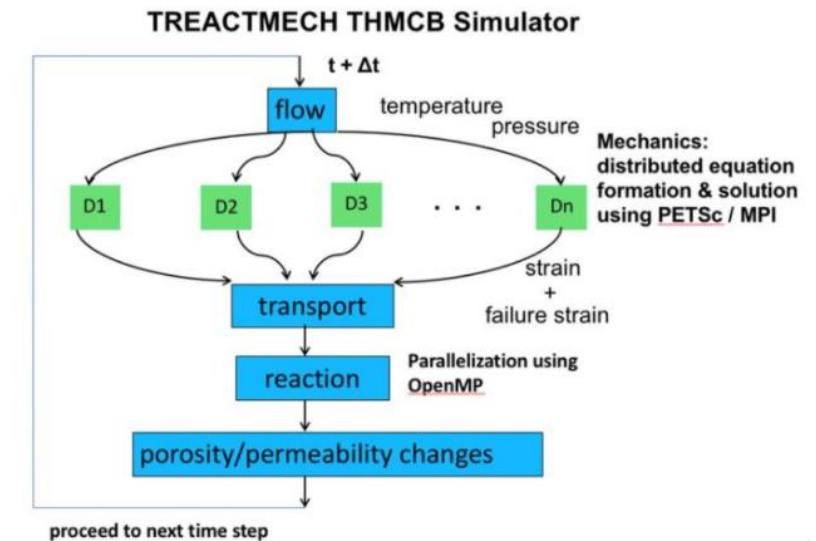 TREACTMECH THMCB Simulator
t + Δt
flow
temperature
pressure
Mechanics:
distributed equation
formation & solution
using PETSc / MPI
D1
D2
D3
. . .
Dn
strain
+
failure strain
transport
reaction
Parallelization using
OpenMP
porosity/permeability changes
proceed to next time step